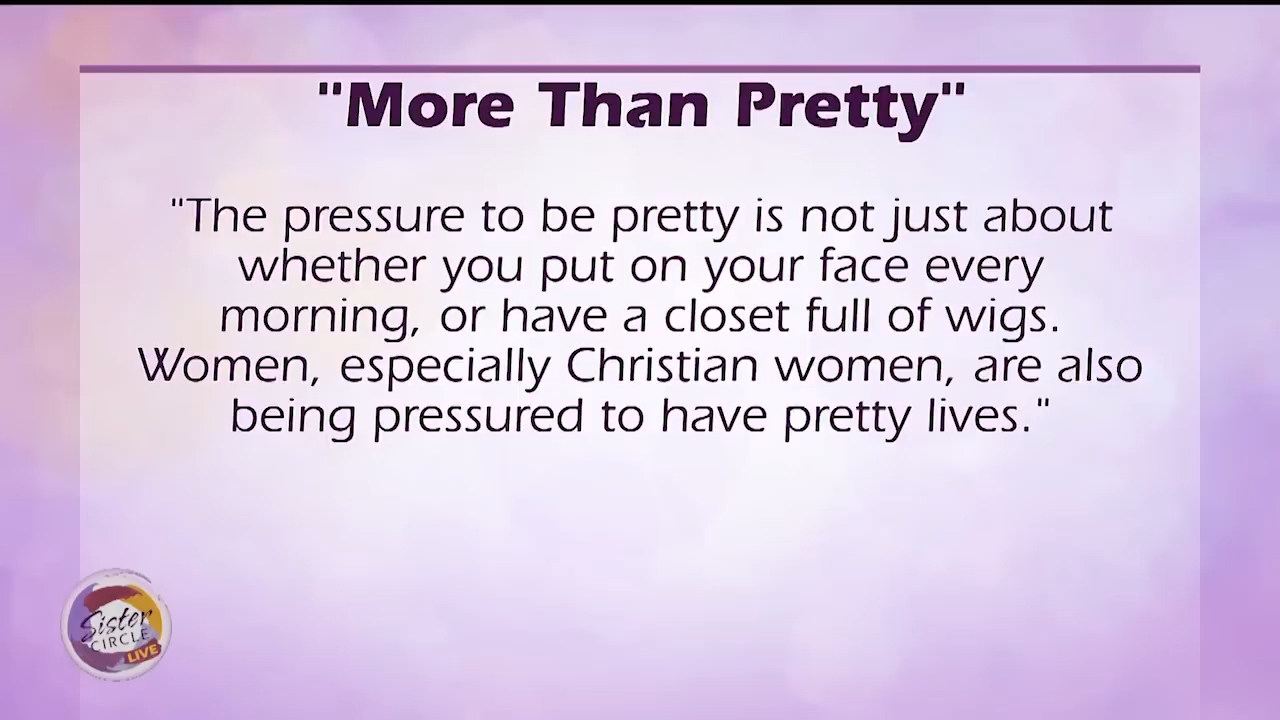 "More Than Pretty"
"The pressure to be pretty is not just about
whether you put on your face every
morning, or have a closet full of wigs.
Women, especially Christian women, are also
being pressured to have pretty lives."
Sister
CIRCLE
LIVE